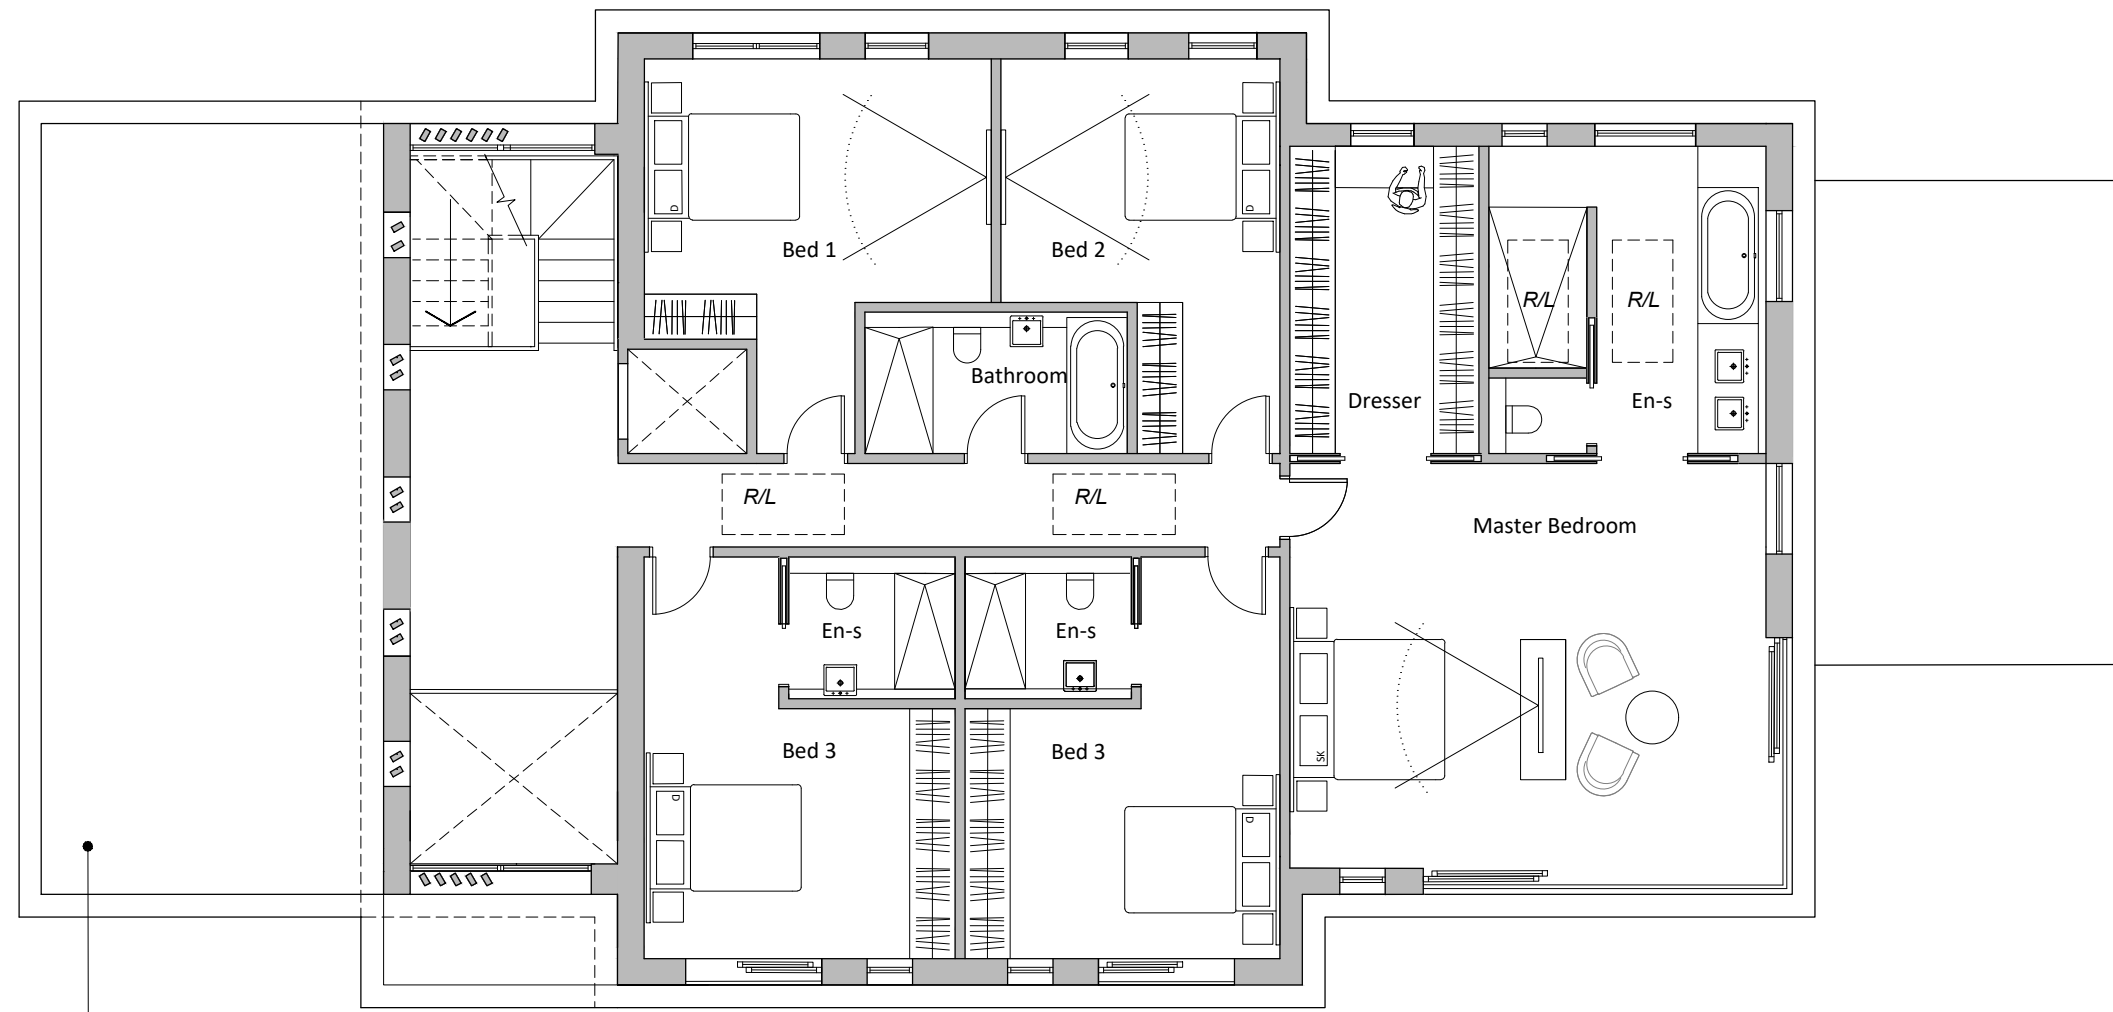 Bed 1
Bed 2
R/L
R/L
Bathroom
Dresser
En-s
R/L
R/L
Master Bedroom
En-s
En-s
Bed 3
Bed 3
D
D
D
D
SK